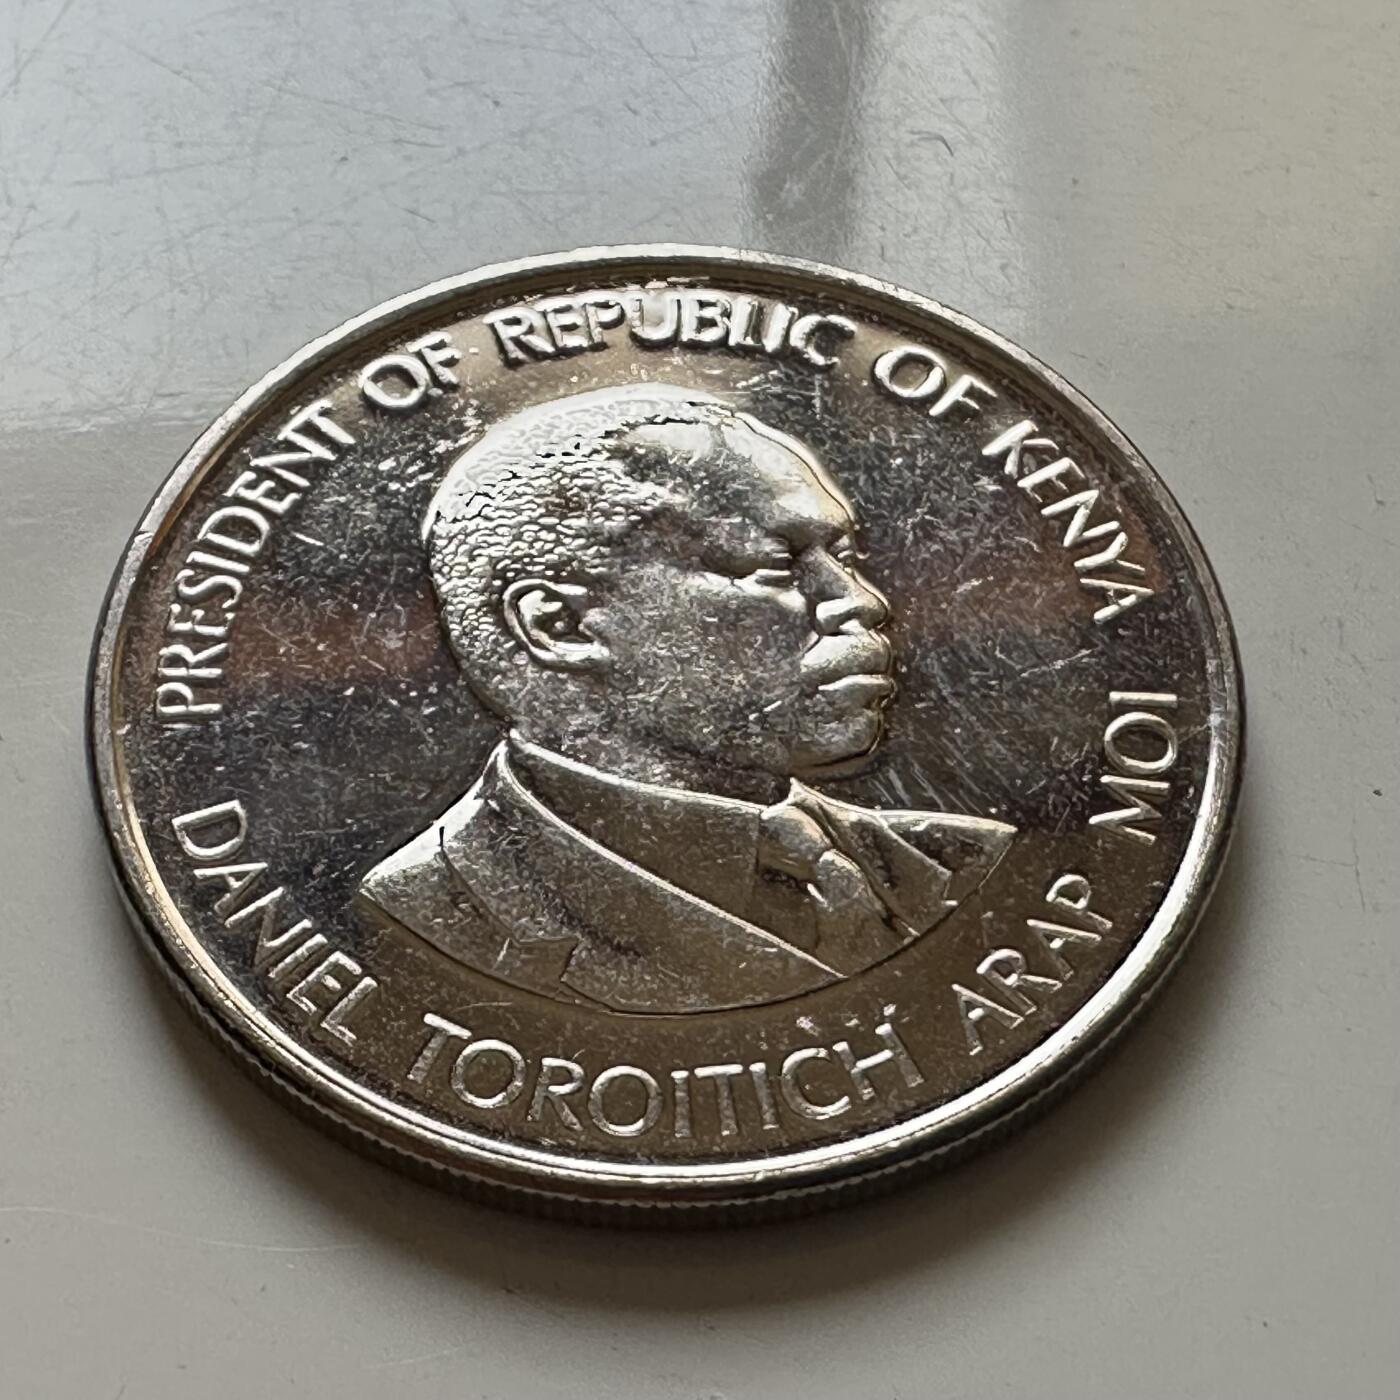 PRESIDENT OF REPUBLIC OF KENYA
DANIEL TOROITICH ARAP MOI